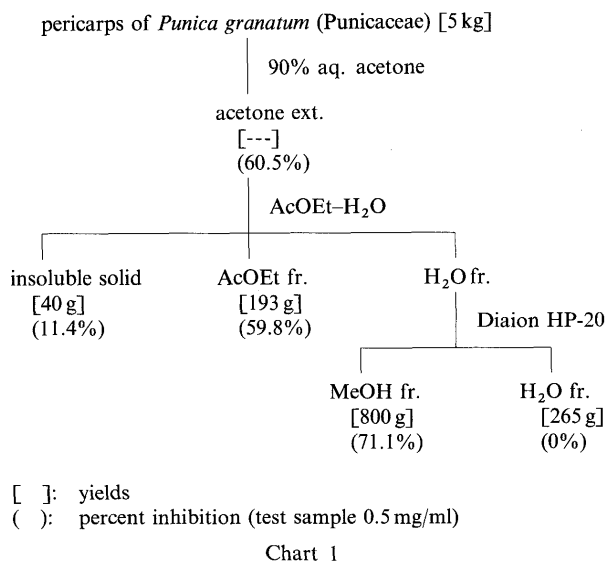 pericarps of Punica granatum (Punicaceae) [5 kg]
90% aq. acetone
acetone ext.
[---]
(60.5%)
AcOEt–H₂O
insoluble solid
[40 g]
(11.4%)
AcOEt fr.
[193 g]
(59.8%)
H₂O fr.
Diaion HP-20
MeOH fr.
[800 g]
(71.1%)
H₂O fr.
[265 g]
(0%)
[ ]: yields
( ): percent inhibition (test sample 0.5 mg/ml)
Chart 1